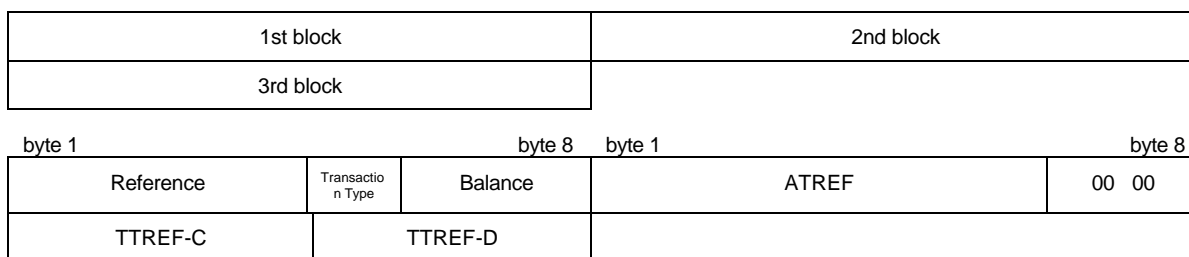 1st block 2nd block
3rd block
byte 1 byte 8 byte 1 byte 8
Reference Transactio Balance ATREF 00 00
n Type
TTREF-C TTREF-D